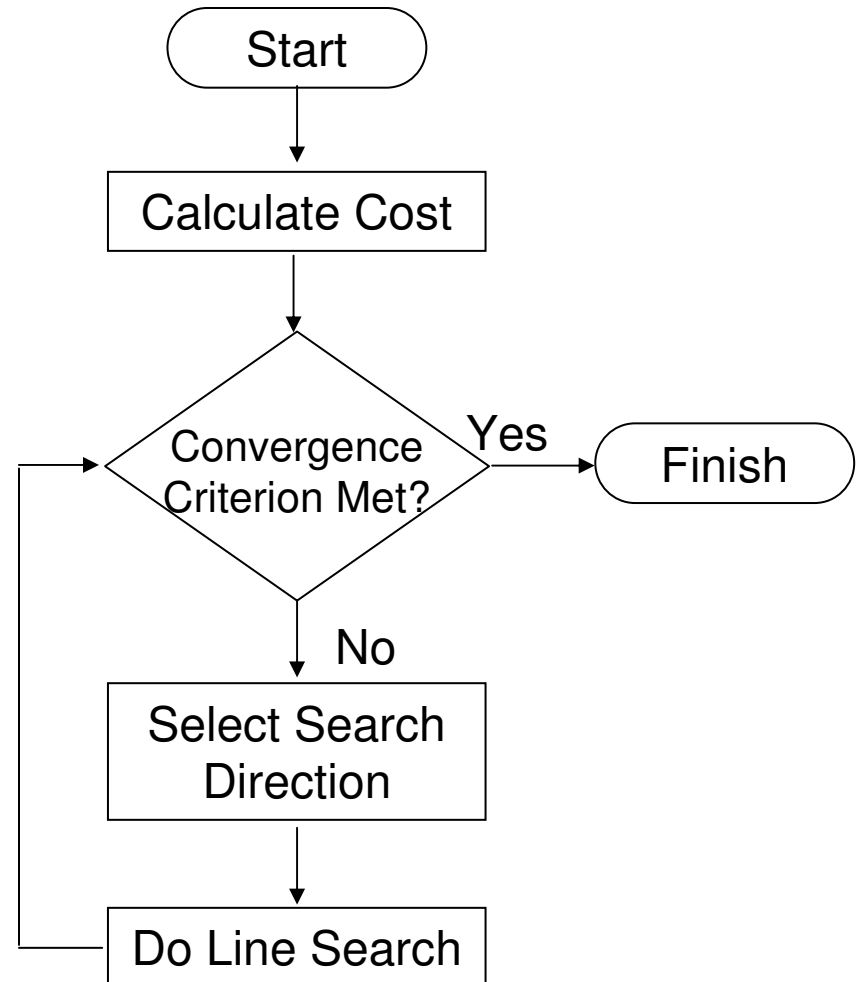 Start
Calculate Cost
Convergence
Criterion Met?
Yes
Finish
No
Select Search
Direction
Do Line Search